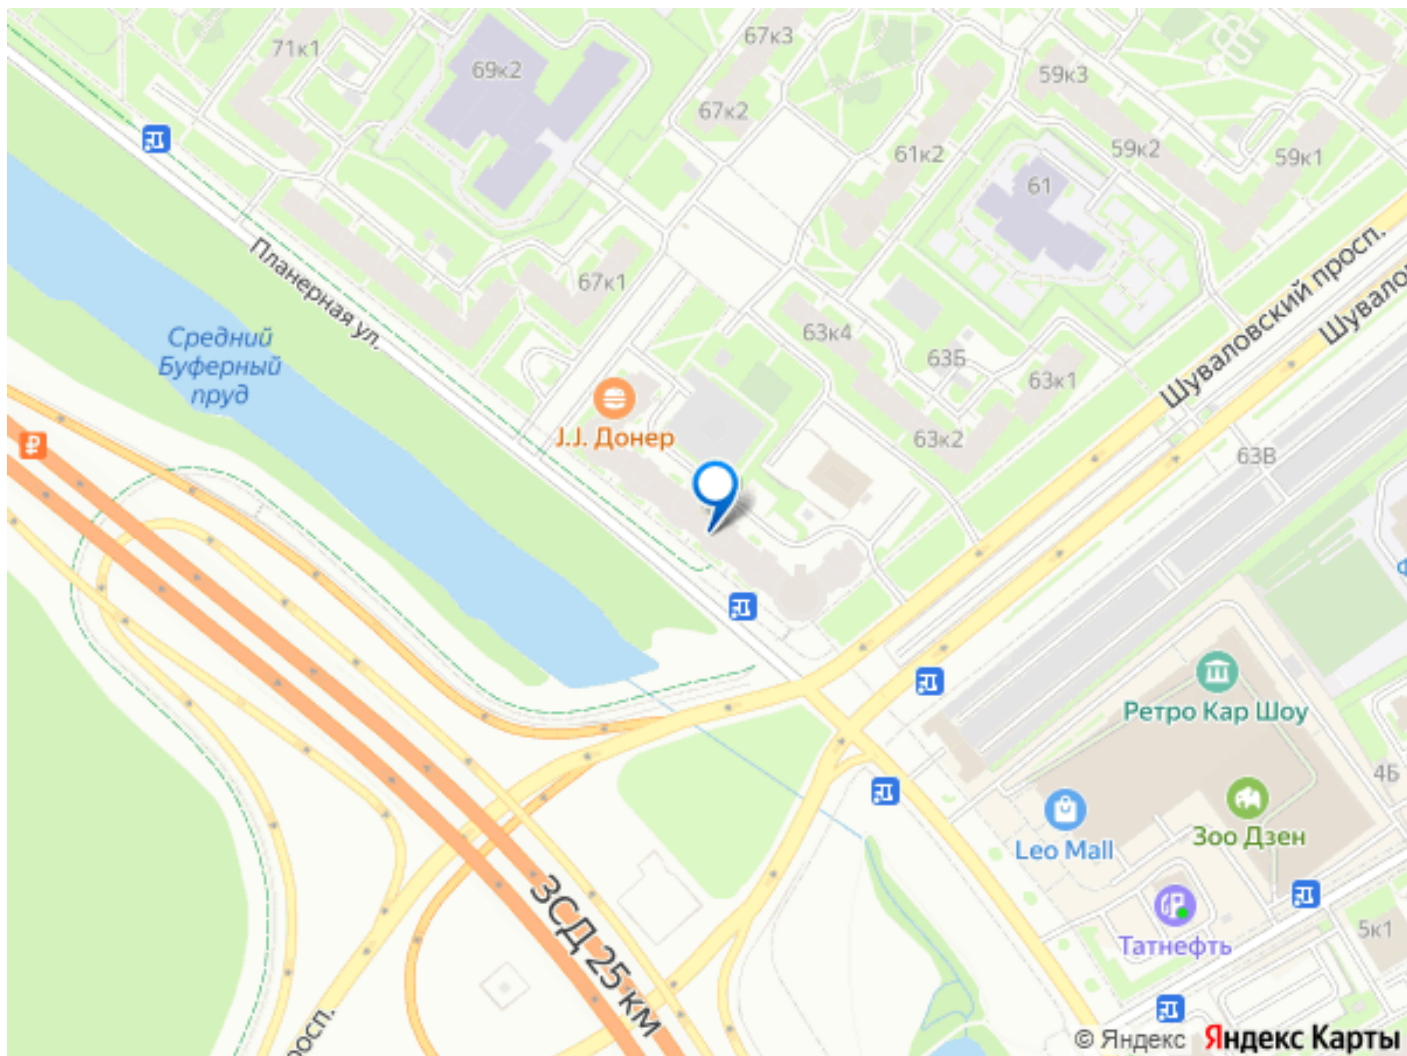 67к3
71к1
69к2
59к3
67к2
61к2
59к2
59к1
61
Планерная ул.
67к1
Шуваловский просп.
Шувало
Средний
Буферный
пруд
63к4
63Б
63к1
J.J. Донер
63к2
63В
Ф
Ретро Кар Шоу
4Б
Leo Mall
Зоо Дзен
ЗСД 25 км
Татнефть
5к1
росп.
© Яндекс Яндекс Карты